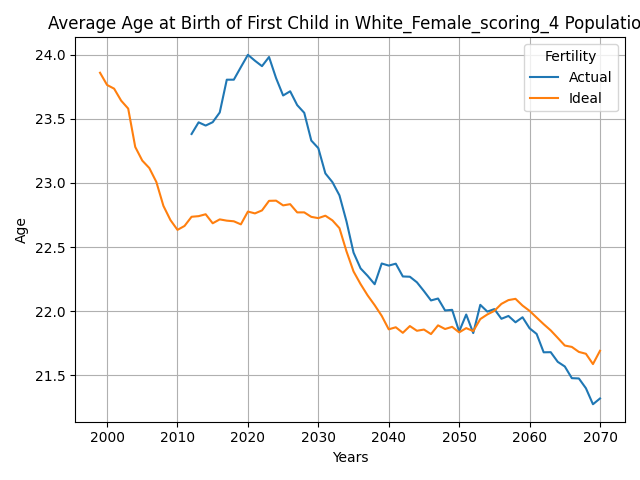 Average Age at Birth of First Child in White_Female_scoring_4 Populatio
Fertility
Actual
Ideal
Age
24.0
23.5
23.0
22.5
22.0
21.5
2000 2010 2020 2030 2040 2050 2060 2070
Years